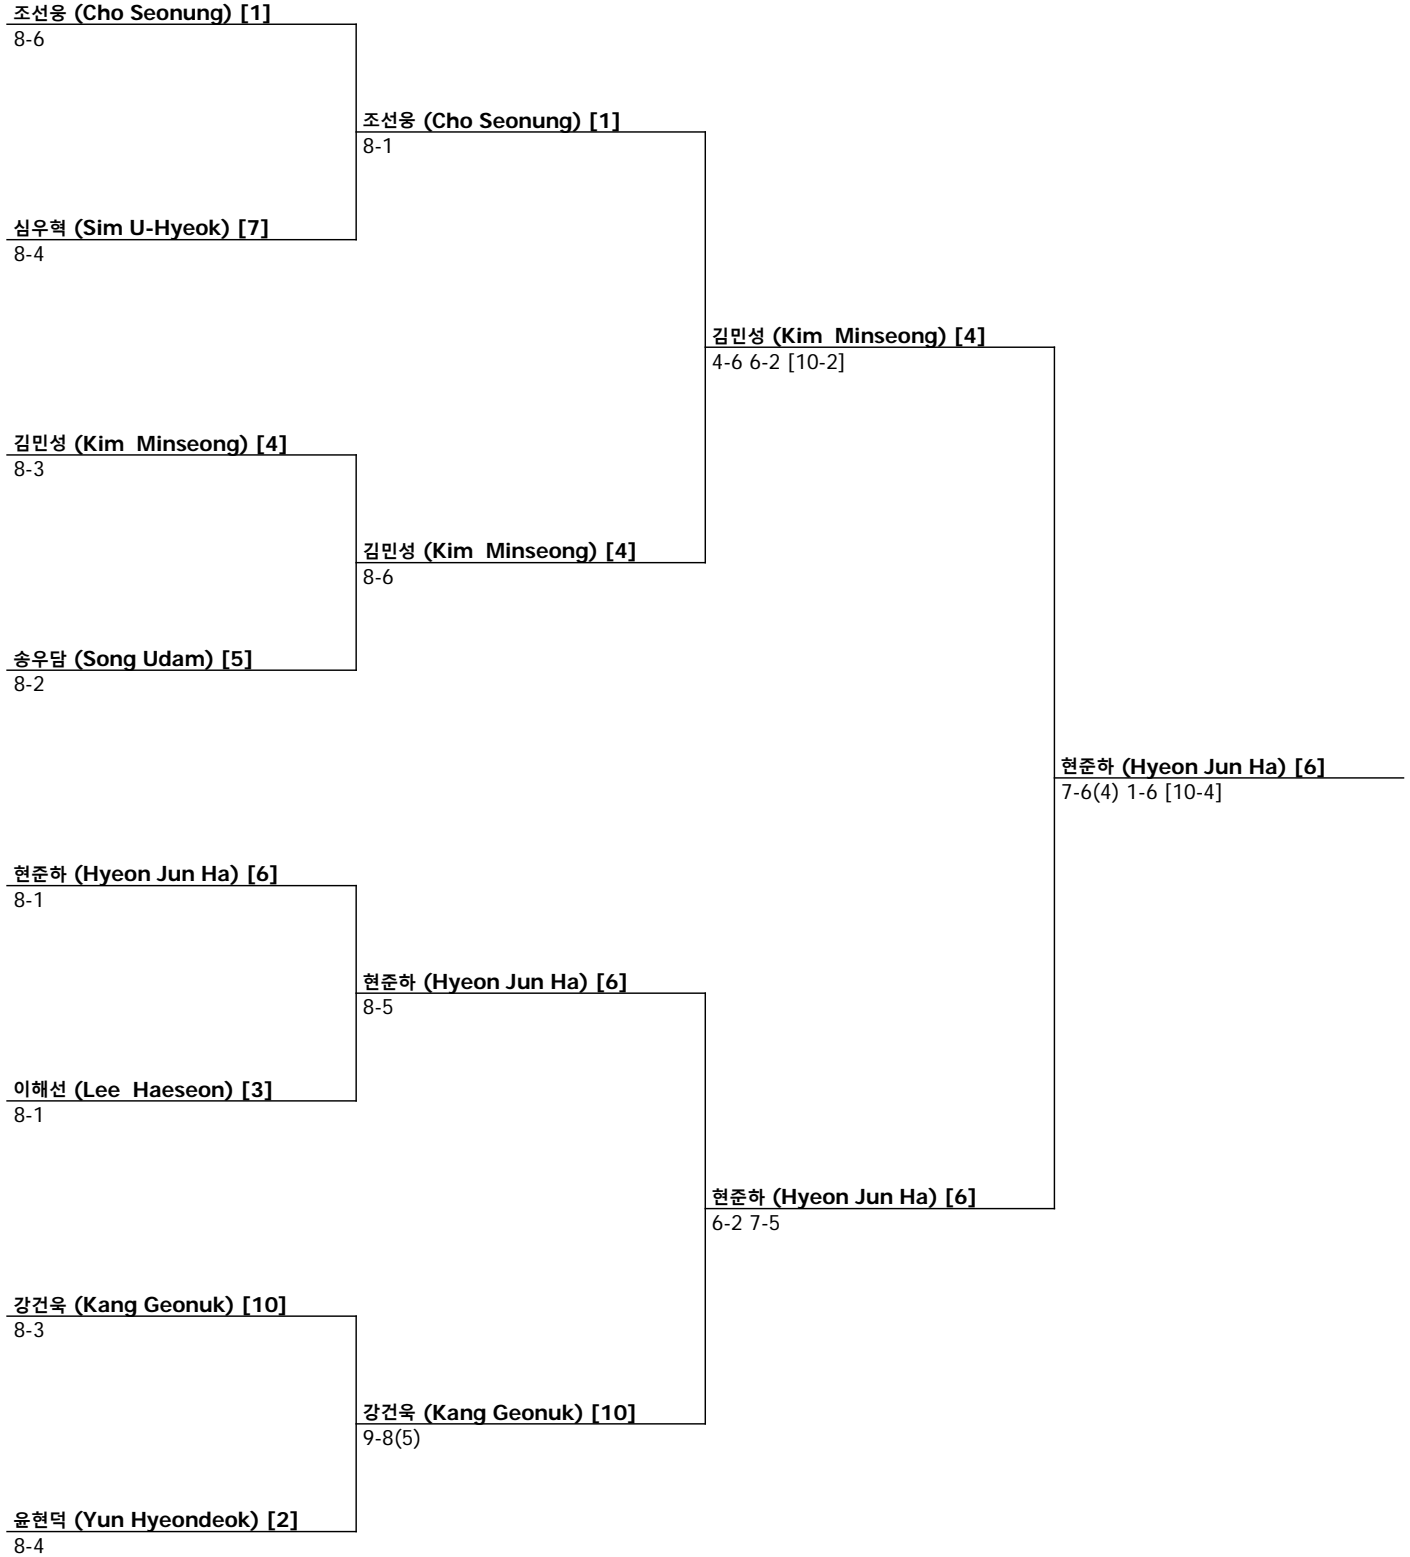 조선웅 (Cho Seonung) [1]
8-6
조선웅 (Cho Seonung) [1]
8-1
심우혁 (Sim U-Hyeok) [7]
8-4
김민성 (Kim  Minseong) [4]
4-6 6-2 [10-2]
김민성 (Kim  Minseong) [4]
8-3
김민성 (Kim  Minseong) [4]
8-6
송우담 (Song Udam) [5]
8-2
현준하 (Hyeon Jun Ha) [6]
7-6(4) 1-6 [10-4]
현준하 (Hyeon Jun Ha) [6]
8-1
현준하 (Hyeon Jun Ha) [6]
8-5
이해선 (Lee  Haeseon) [3]
8-1
현준하 (Hyeon Jun Ha) [6]
6-2 7-5
강건욱 (Kang Geonuk) [10]
8-3
강건욱 (Kang Geonuk) [10]
9-8(5)
윤현덕 (Yun Hyeondeok) [2]
8-4